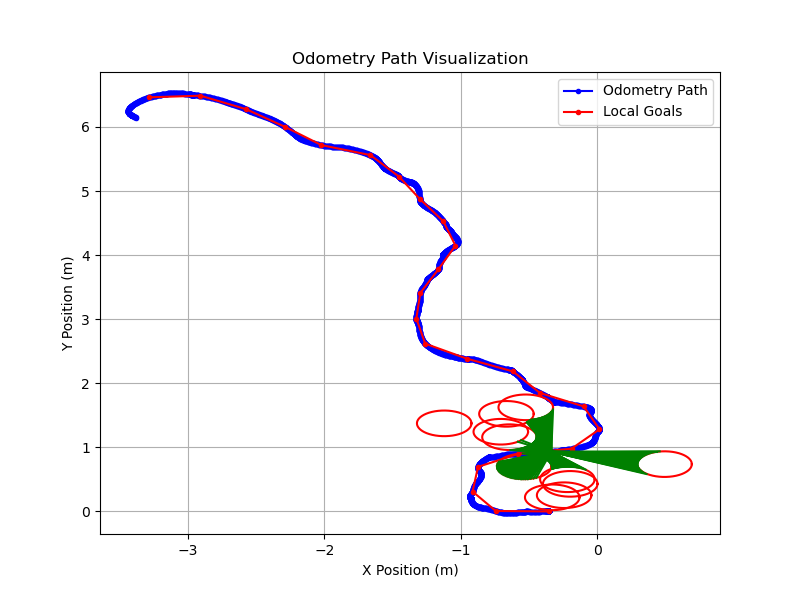 Odometry Path Visualization
Odometry Path
Local Goals
Y Position (m)
6
5
4
3
2
1
0
−3
−2
−1
0
X Position (m)